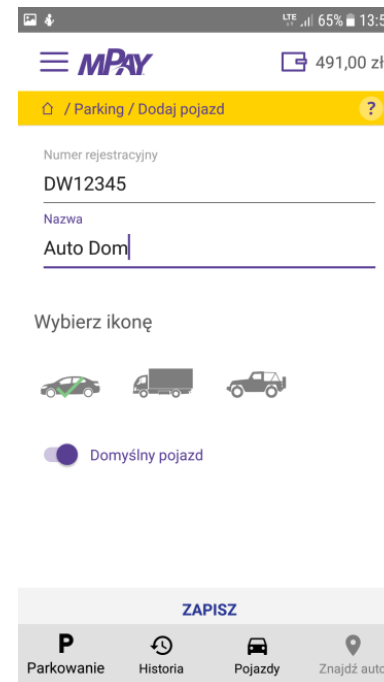 LTE 65% 13:5
mPAY 491,00 zł
/ Parking / Dodaj pojazd ?
Numer rejestracyjny
DW12345
Nazwa
Auto Dom
Wybierz ikonę
Domyślny pojazd
ZAPISZ
P
Parkowanie Historia Pojazdy Znajdź auto